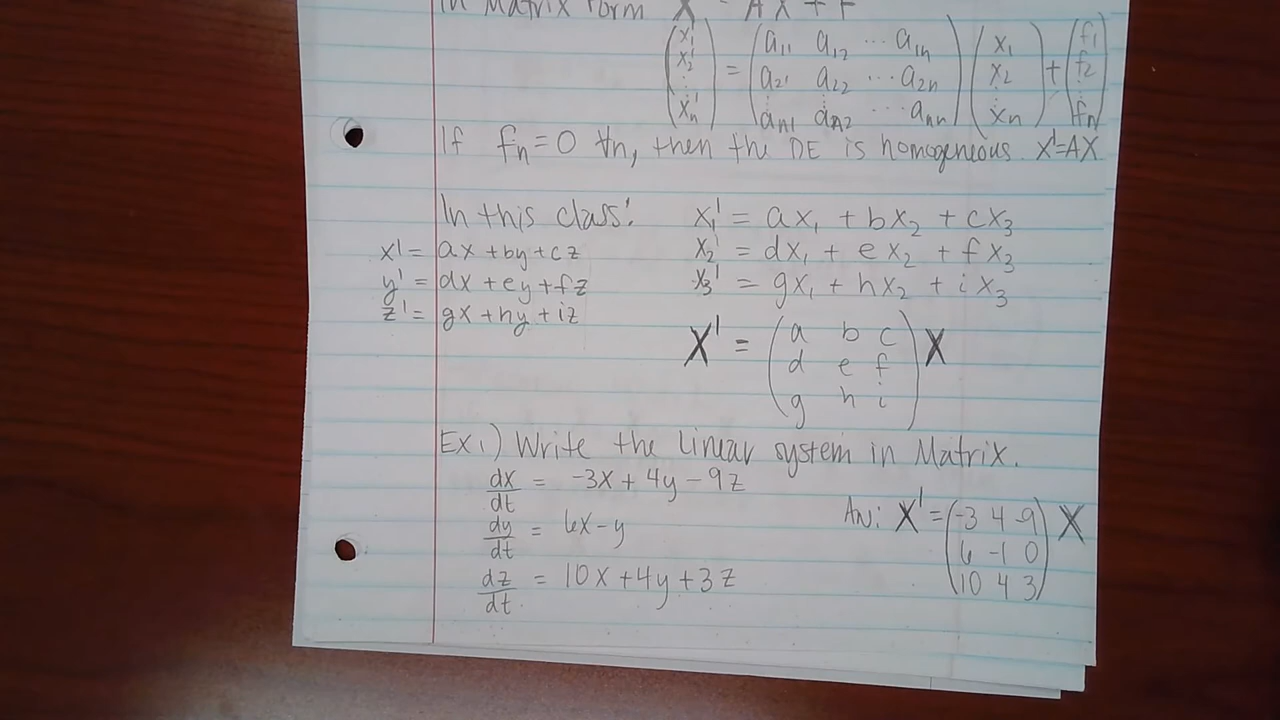 In Matrix Form X' = AX + F
(x₁' x₂' ⋮ xₙ') = (a₁₁ a₁₂ ⋯ a₁ₙ a₂₁ a₂₂ ⋯ a₂ₙ ⋮ ⋮ aₙ₁ aₙ₂ ⋯ aₙₙ) (x₁ x₂ ⋮ xₙ) + (f₁ f₂ ⋮ fₙ)
If fₙ = 0 ∀n, then the DE is homogeneous. X' = AX
In this class: x₁' = ax₁ + bx₂ + cx₃
x' = ax + by + cz x₂' = dx₁ + ex₂ + fx₃
y' = dx + ey + fz x₃' = gx₁ + hx₂ + ix₃
z' = gx + hy + iz
X' = (a b c
d e f
g h i) X
Ex 1.) Write the linear system in Matrix.
dx/dt = -3x + 4y - 9z
dy/dt = 6x - y
dz/dt = 10x + 4y + 3z
An: X' = (-3 4 -9
6 -1 0
10 4 3) X